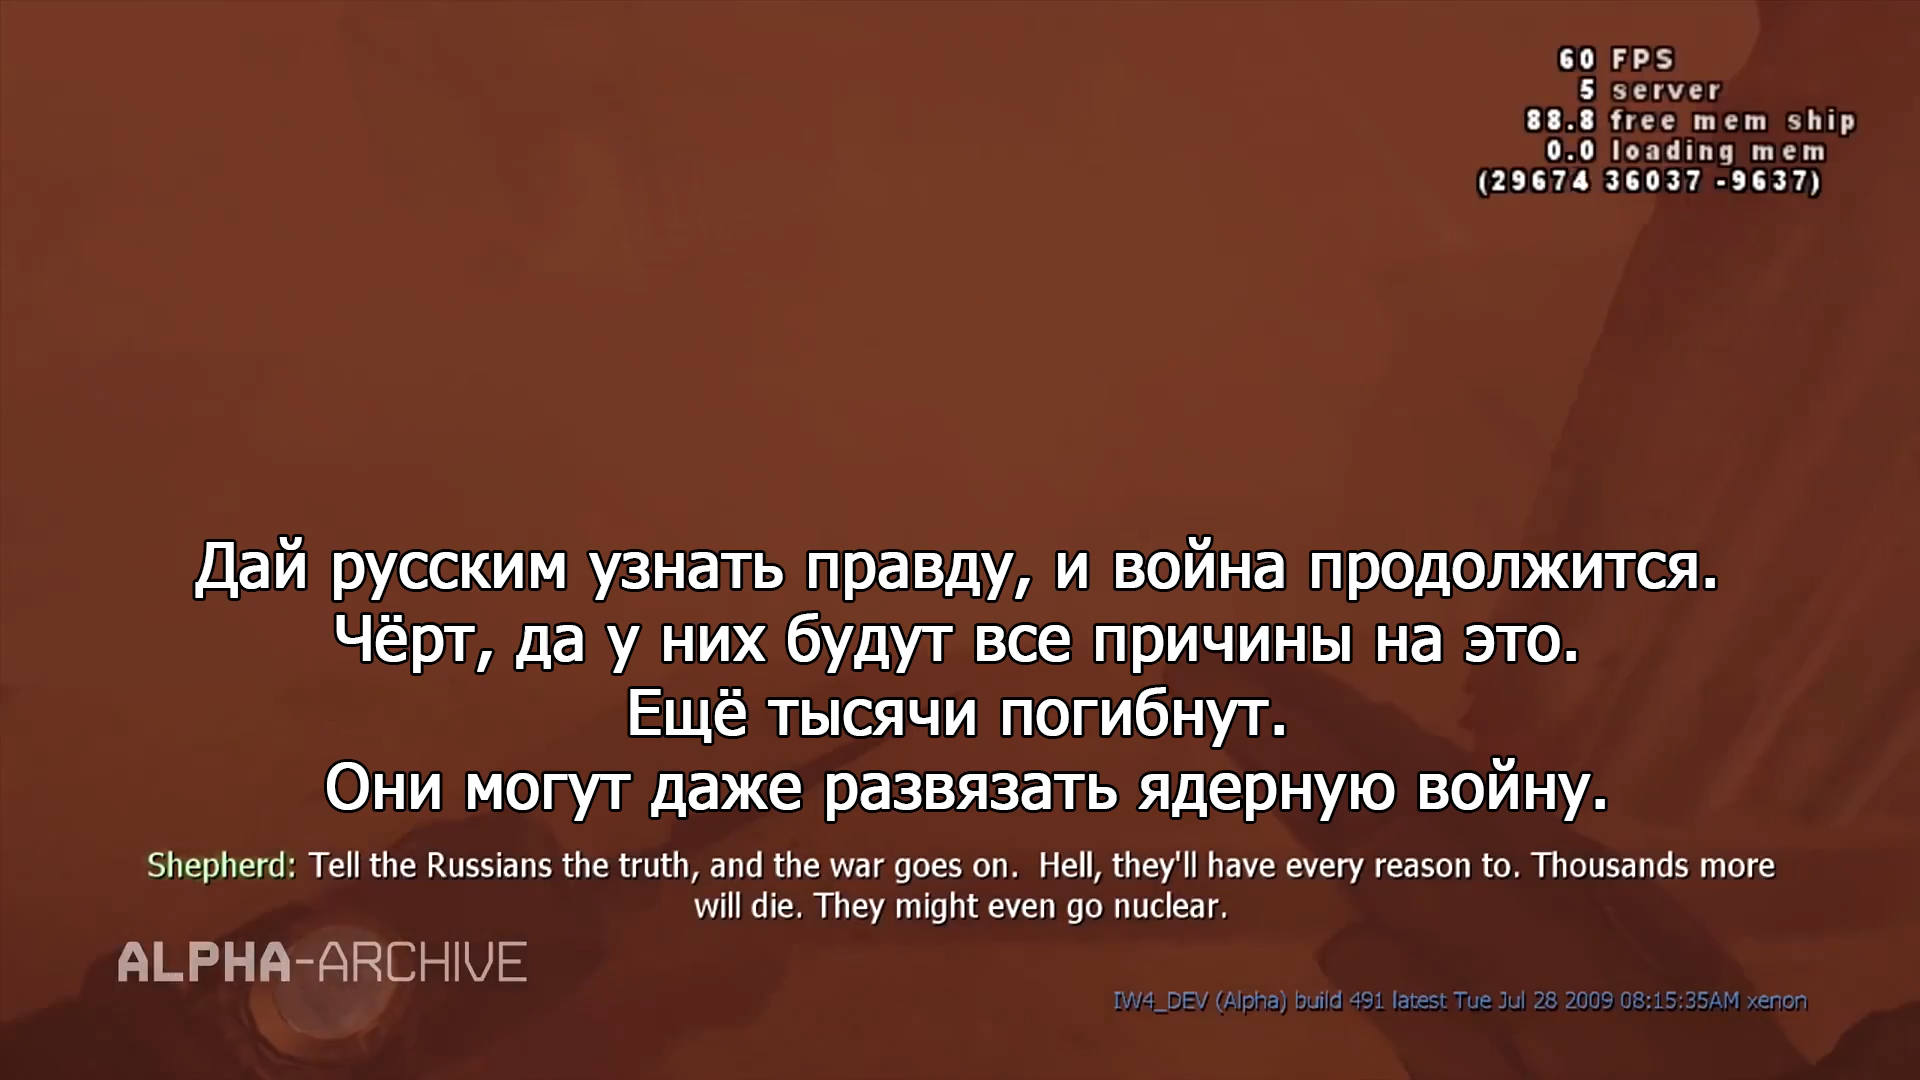 60 FPS
5 server
88.8 free mem ship
0.0 loading mem
(29674 36037 -9637)
Дай русским узнать правду, и война продолжится.
Чёрт, да у них будут все причины на это.
Ещё тысячи погибнут.
Они могут даже развязать ядерную войну.
Shepherd: Tell the Russians the truth, and the war goes on. Hell, they'll have every reason to. Thousands more
will die. They might even go nuclear.
ALPHA-ARCHIVE
IW4_DEV (Alpha) build 491 latest Tue Jul 28 2009 08:15:35AM xenon